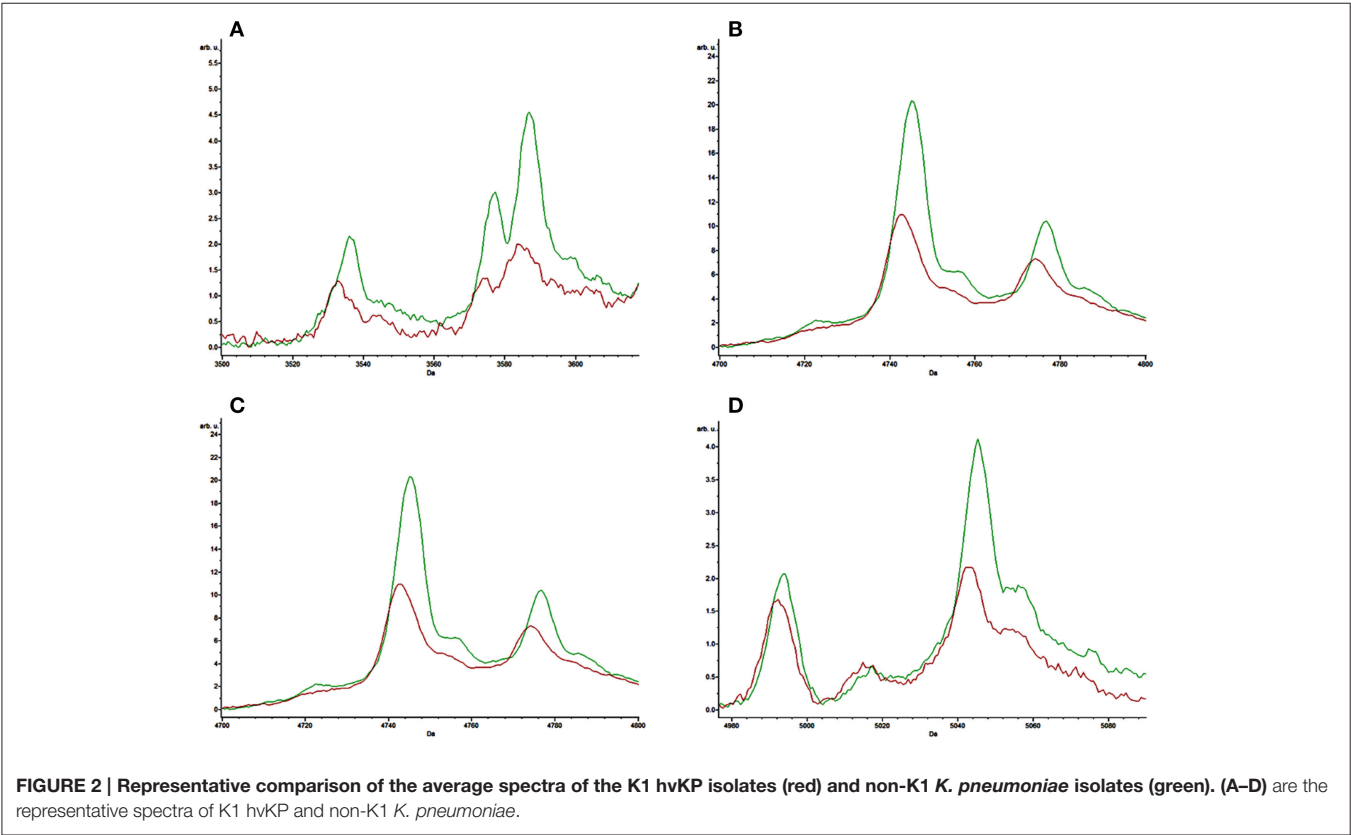 A
arb. u.
5.5
5.0
4.5
4.0
3.5
3.0
2.5
2.0
1.5
1.0
0.5
0.0
3500 3520 3540 3560 3580 3600
Da
B
arb. u.
24
22
20
18
16
14
12
10
8
6
4
2
0
4700 4720 4740 4760 4780 4800
Da
C
arb. u.
24
22
20
18
16
14
12
10
8
6
4
2
0
4700 4720 4740 4760 4780 4800
Da
D
arb. u.
4.0
3.5
3.0
2.5
2.0
1.5
1.0
0.5
0.0
4980 5000 5020 5040 5060 5080
Da
FIGURE 2 | Representative comparison of the average spectra of the K1 hvKP isolates (red) and non-K1 K. pneumoniae isolates (green). (A–D) are the
representative spectra of K1 hvKP and non-K1 K. pneumoniae.